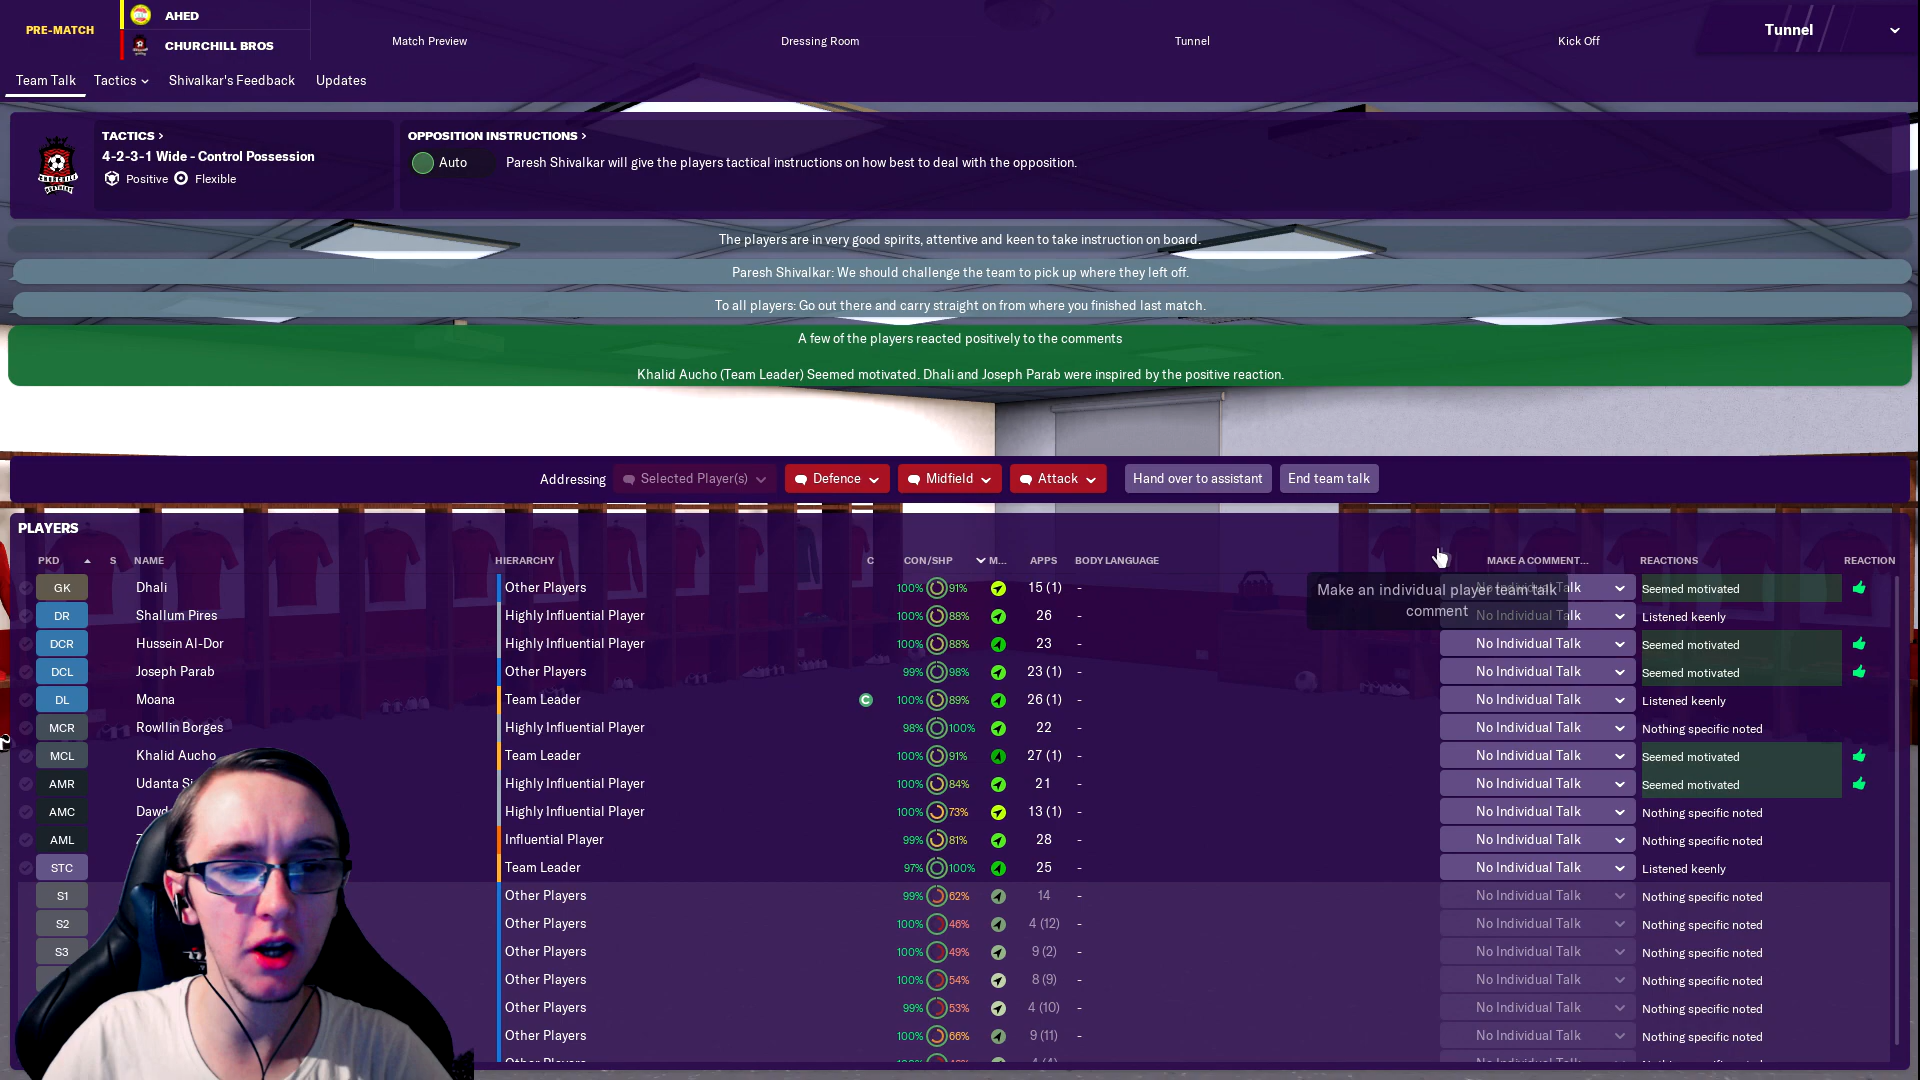 PRE-MATCH
AHED
CHURCHILL BROS
Match Preview
Dressing Room
Tunnel
Kick Off
Tunnel
Team Talk
Tactics
Shivalkar's Feedback
Updates
TACTICS >
4-2-3-1 Wide - Control Possession
Positive Flexible
OPPOSITION INSTRUCTIONS >
Auto Paresh Shivalkar will give the players tactical instructions on how best to deal with the opposition.
The players are in very good spirits, attentive and keen to take instruction on board.
Paresh Shivalkar: We should challenge the team to pick up where they left off.
To all players: Go out there and carry straight on from where you finished last match.
A few of the players reacted positively to the comments
Khalid Aucho (Team Leader) Seemed motivated. Dhali and Joseph Parab were inspired by the positive reaction.
Addressing Selected Player(s) Defence Midfield Attack Hand over to assistant End team talk
PLAYERS
PKD S NAME HIERARCHY C CON/SHP M... APPS BODY LANGUAGE MAKE A COMMENT... REACTIONS REACTION
Make an individual player team talk
comment
GK Dhali Other Players 100% 91% 15 (1) - No Individual Talk Seemed motivated
DR Shallum Pires Highly Influential Player 100% 88% 26 - No Individual Talk Listened keenly
DCR Hussein Al-Dor Highly Influential Player 100% 88% 23 - No Individual Talk Seemed motivated
DCL Joseph Parab Other Players 99% 98% 23 (1) - No Individual Talk Seemed motivated
DL Moana Team Leader C 100% 89% 26 (1) - No Individual Talk Listened keenly
MCR Rowllin Borges Highly Influential Player 98% 100% 22 - No Individual Talk Nothing specific noted
MCL Khalid Aucho Team Leader 100% 91% 27 (1) - No Individual Talk Seemed motivated
AMR Udanta Highly Influential Player 100% 84% 21 - No Individual Talk Seemed motivated
AMC Highly Influential Player 100% 73% 13 (1) - No Individual Talk Nothing specific noted
AML Influential Player 99% 81% 28 - No Individual Talk Nothing specific noted
STC Team Leader 97% 100% 25 - No Individual Talk Listened keenly
S1 Other Players 99% 62% 14 - No Individual Talk Nothing specific noted
S2 Other Players 100% 46% 4 (12) - No Individual Talk Nothing specific noted
S3 Other Players 100% 49% 9 (2) - No Individual Talk Nothing specific noted
Other Players 100% 54% 8 (9) - No Individual Talk Nothing specific noted
Other Players 99% 53% 4 (10) - No Individual Talk Nothing specific noted
Other Players 100% 66% 9 (11) - No Individual Talk Nothing specific noted